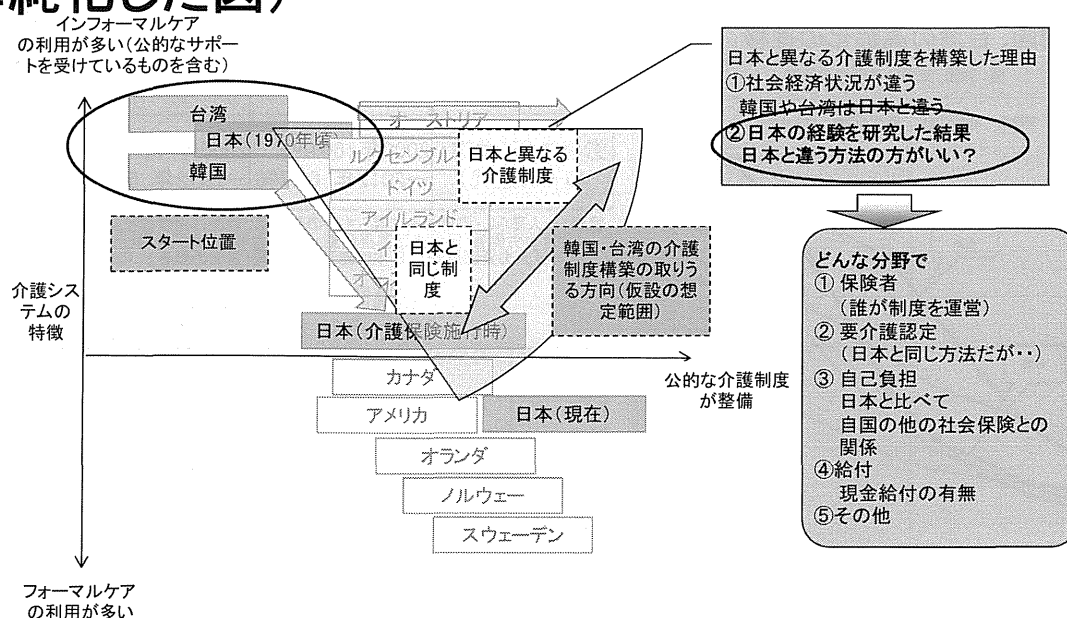 純化した図)
インフォーマルケア
の利用が多い(公的なサポー
トを受けているものを含む)
台湾
日本(1970年頃)
韓国
スタート位置
介護シス
テムの
特徴
オーストリア
ルクセンブル
ドイツ
アイルランド
日本と異なる
介護制度
日本と
同じ制
度
韓国・台湾の介護
制度構築の取りう
る方向(仮設の想
定範囲)
日本(介護保険施行時)
公的な介護制度
が整備
カナダ
アメリカ
日本(現在)
オランダ
ノルウェー
スウェーデン
フォーマルケア
の利用が多い
日本と異なる介護制度を構築した理由
①社会経済状況が違う
韓国や台湾は日本と違う
②日本の経験を研究した結果
日本と違う方法の方がいい?
どんな分野で
① 保険者
(誰が制度を運営)
② 要介護認定
(日本と同じ方法だが・・)
③ 自己負担
日本と比べて
自国の他の社会保険との
関係
④給付
現金給付の有無
⑤その他